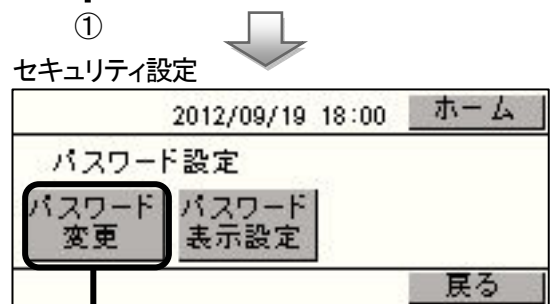 ①
セキュリティ設定
2012/09/19 18:00 ホーム
パスワード設定
パスワード変更 パスワード表示設定
戻る